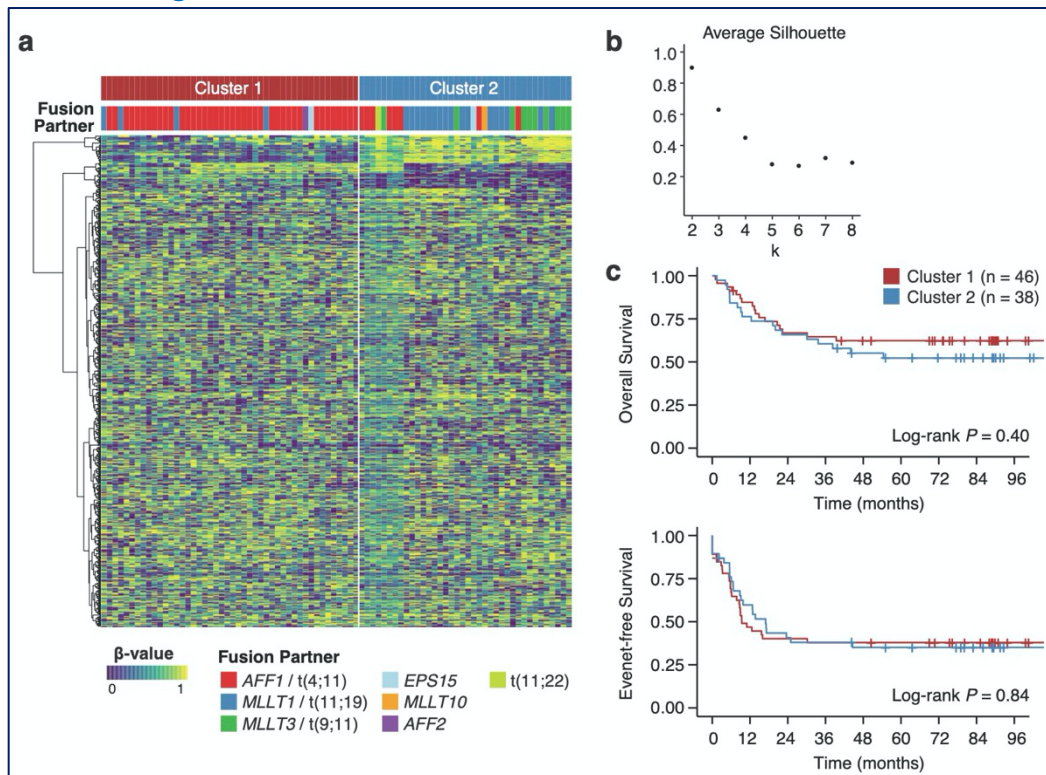 a
Cluster 1
Cluster 2
Fusion
Partner
β-value
0
1
Fusion Partner
AFF1 / t(4;11)
MLLT1 / t(11;19)
MLLT3 / t(9;11)
EPS15
MLLT10
AFF2
t(11;22)
b
Average Silhouette
1.0
0.8
0.6
0.4
0.2
2
3
4
5
6
7
8
k
c
Cluster 1 (n = 46)
Cluster 2 (n = 38)
Overall Survival
1.00
0.75
0.50
0.25
0.00
Log-rank P = 0.40
0 12 24 36 48 60 72 84 96
Time (months)
Evenet-free Survival
1.00
0.75
0.50
0.25
0.00
Log-rank P = 0.84
0 12 24 36 48 60 72 84 96
Time (months)